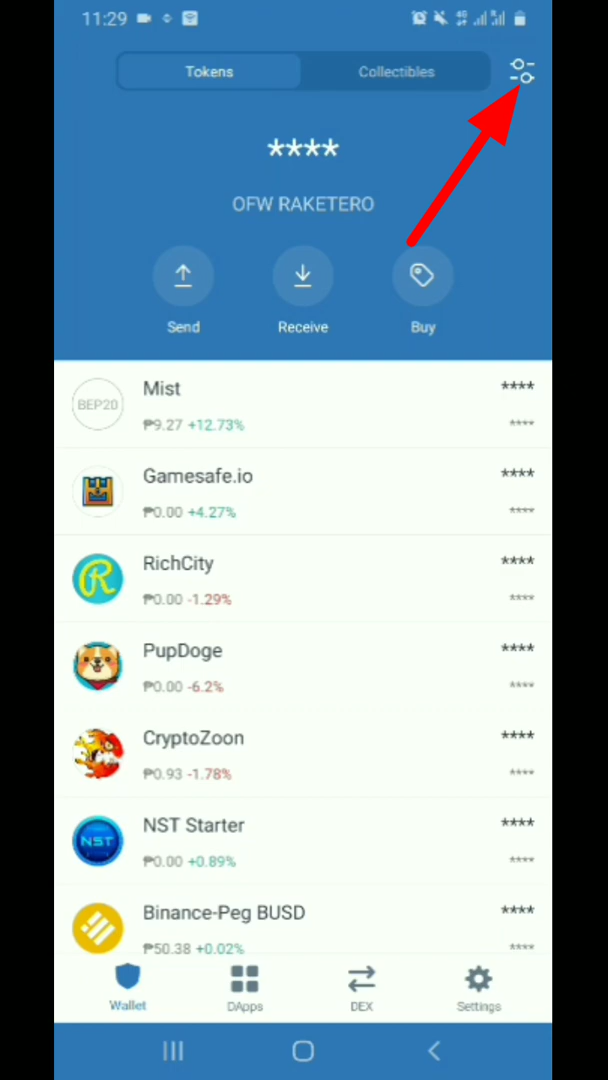 11:29
Tokens
Collectibles
****
OFW RAKETERO
Send
Receive
Buy
BEP20
Mist
****
₱9.27 +12.73%
****
Gamesafe.io
****
₱0.00 +4.27%
****
RichCity
****
₱0.00 -1.29%
****
PupDoge
****
₱0.00 -6.2%
****
CryptoZoon
****
₱0.93 -1.78%
****
NST
NST Starter
****
₱0.00 +0.89%
****
Binance-Peg BUSD
****
₱50.38 +0.02%
****
Wallet
DApps
DEX
Settings